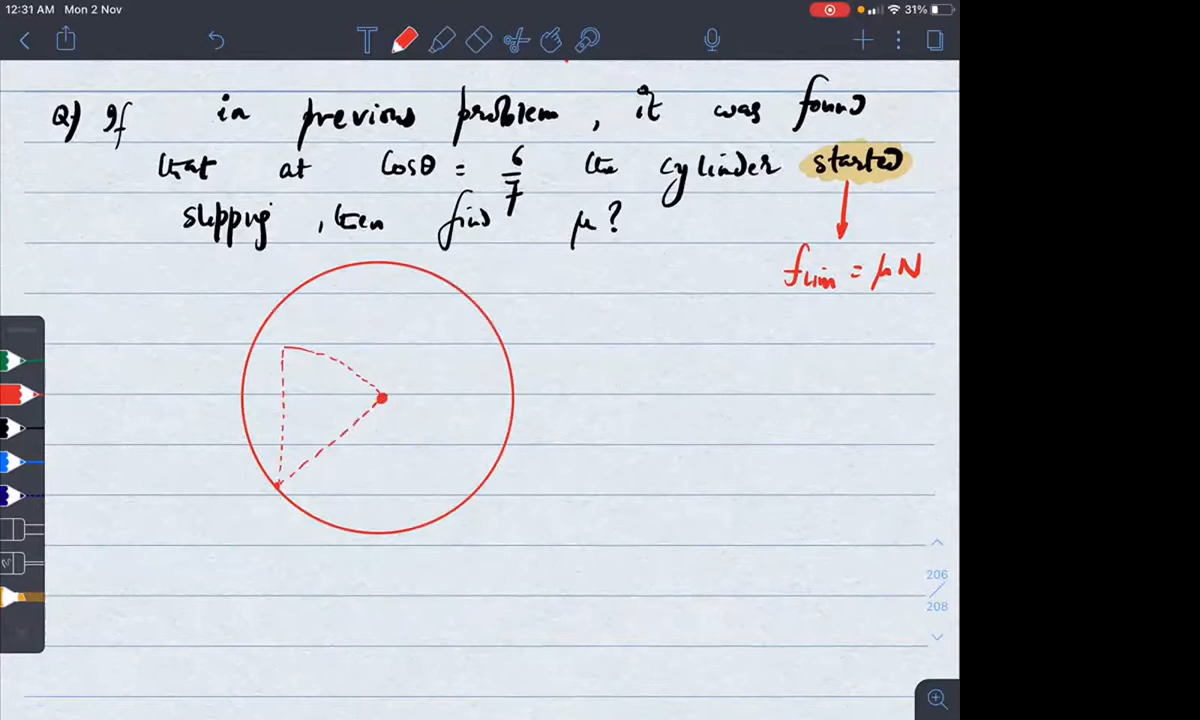 12:31 AM Mon 2 Nov
31%
Q) If in previous problem, it was found
that at Cosθ = 6/7 the cylinder started
slipping, then find μ?
flim = μN
206
208